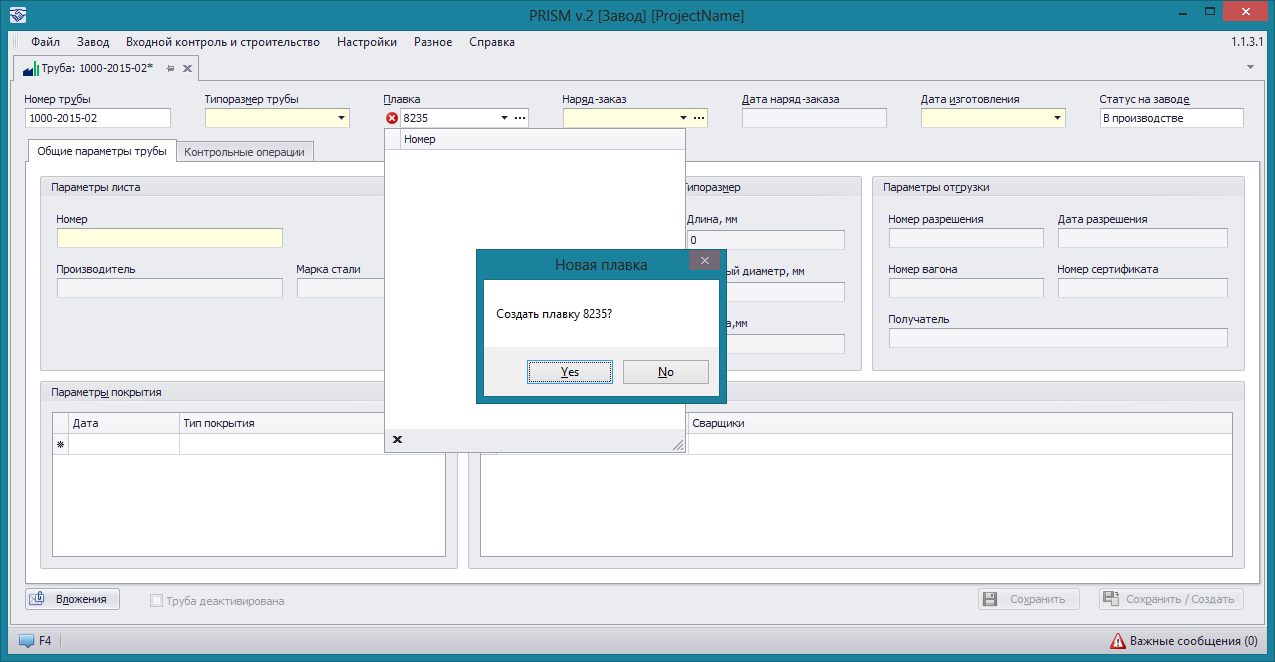 PRISM v.2 [Завод] [ProjectName]
Файл Завод Входной контроль и строительство Настройки Разное Справка 1.1.3.1
Труба: 1000-2015-02*
Номер трубы Типоразмер трубы Плавка Наряд-заказ Дата наряд-заказа Дата изготовления Статус на заводе
1000-2015-02 8235 В производстве
Номер
Общие параметры трубы Контрольные операции
Параметры листа Типоразмер Параметры отгрузки
Номер Длина, мм Номер разрешения Дата разрешения
0
Новая плавка
Производитель Марка стали ый диаметр, мм Номер вагона Номер сертификата
Создать плавку 8235?
а,мм Получатель
Yes No
Параметры покрытия
Дата Тип покрытия Сварщики
Вложения Труба деактивирована Сохранить Сохранить / Создать
F4 Важные сообщения (0)